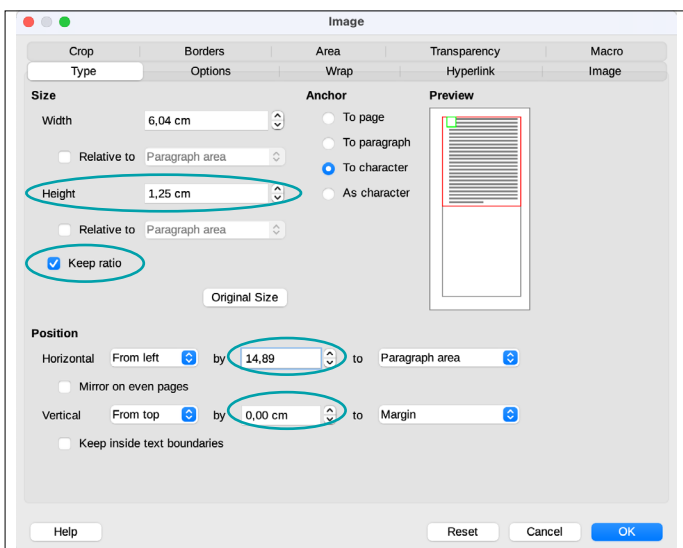 Image
Crop Borders Area Transparency Macro
Type Options Wrap Hyperlink Image
Size
Width 6,04 cm
Relative to Paragraph area
Height 1,25 cm
Relative to Paragraph area
Keep ratio
Original Size
Anchor
To page
To paragraph
To character
As character
Preview
Position
Horizontal From left by 14,89 to Paragraph area
Mirror on even pages
Vertical From top by 0,00 cm to Margin
Keep inside text boundaries
Help Reset Cancel OK